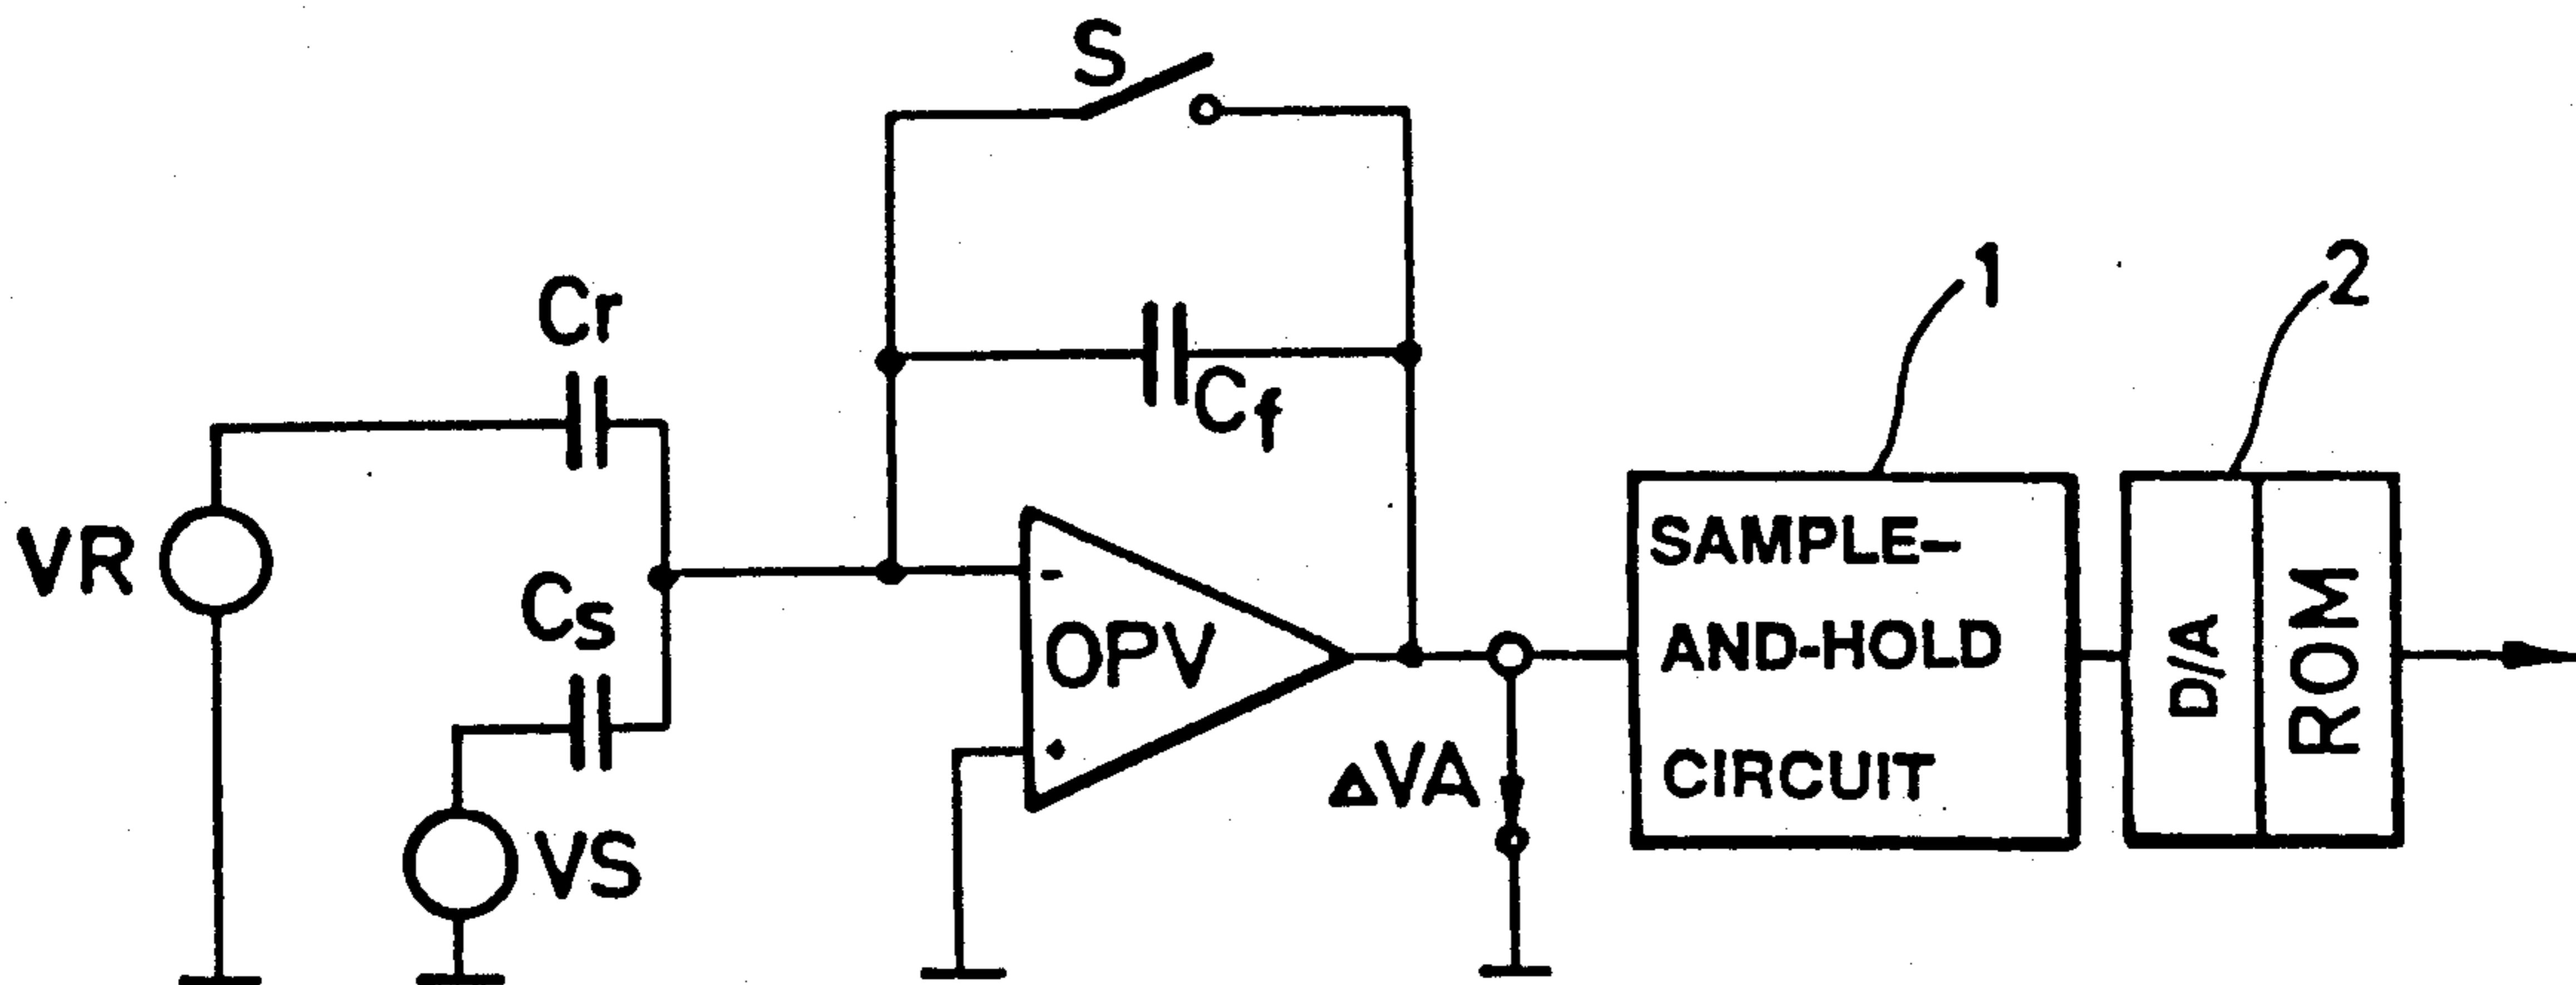 S
1
2
Cr
Cf
VR
Cs
-
OPV
+
SAMPLE-
AND-HOLD
CIRCUIT
D/A
ROM
ΔVA
VS